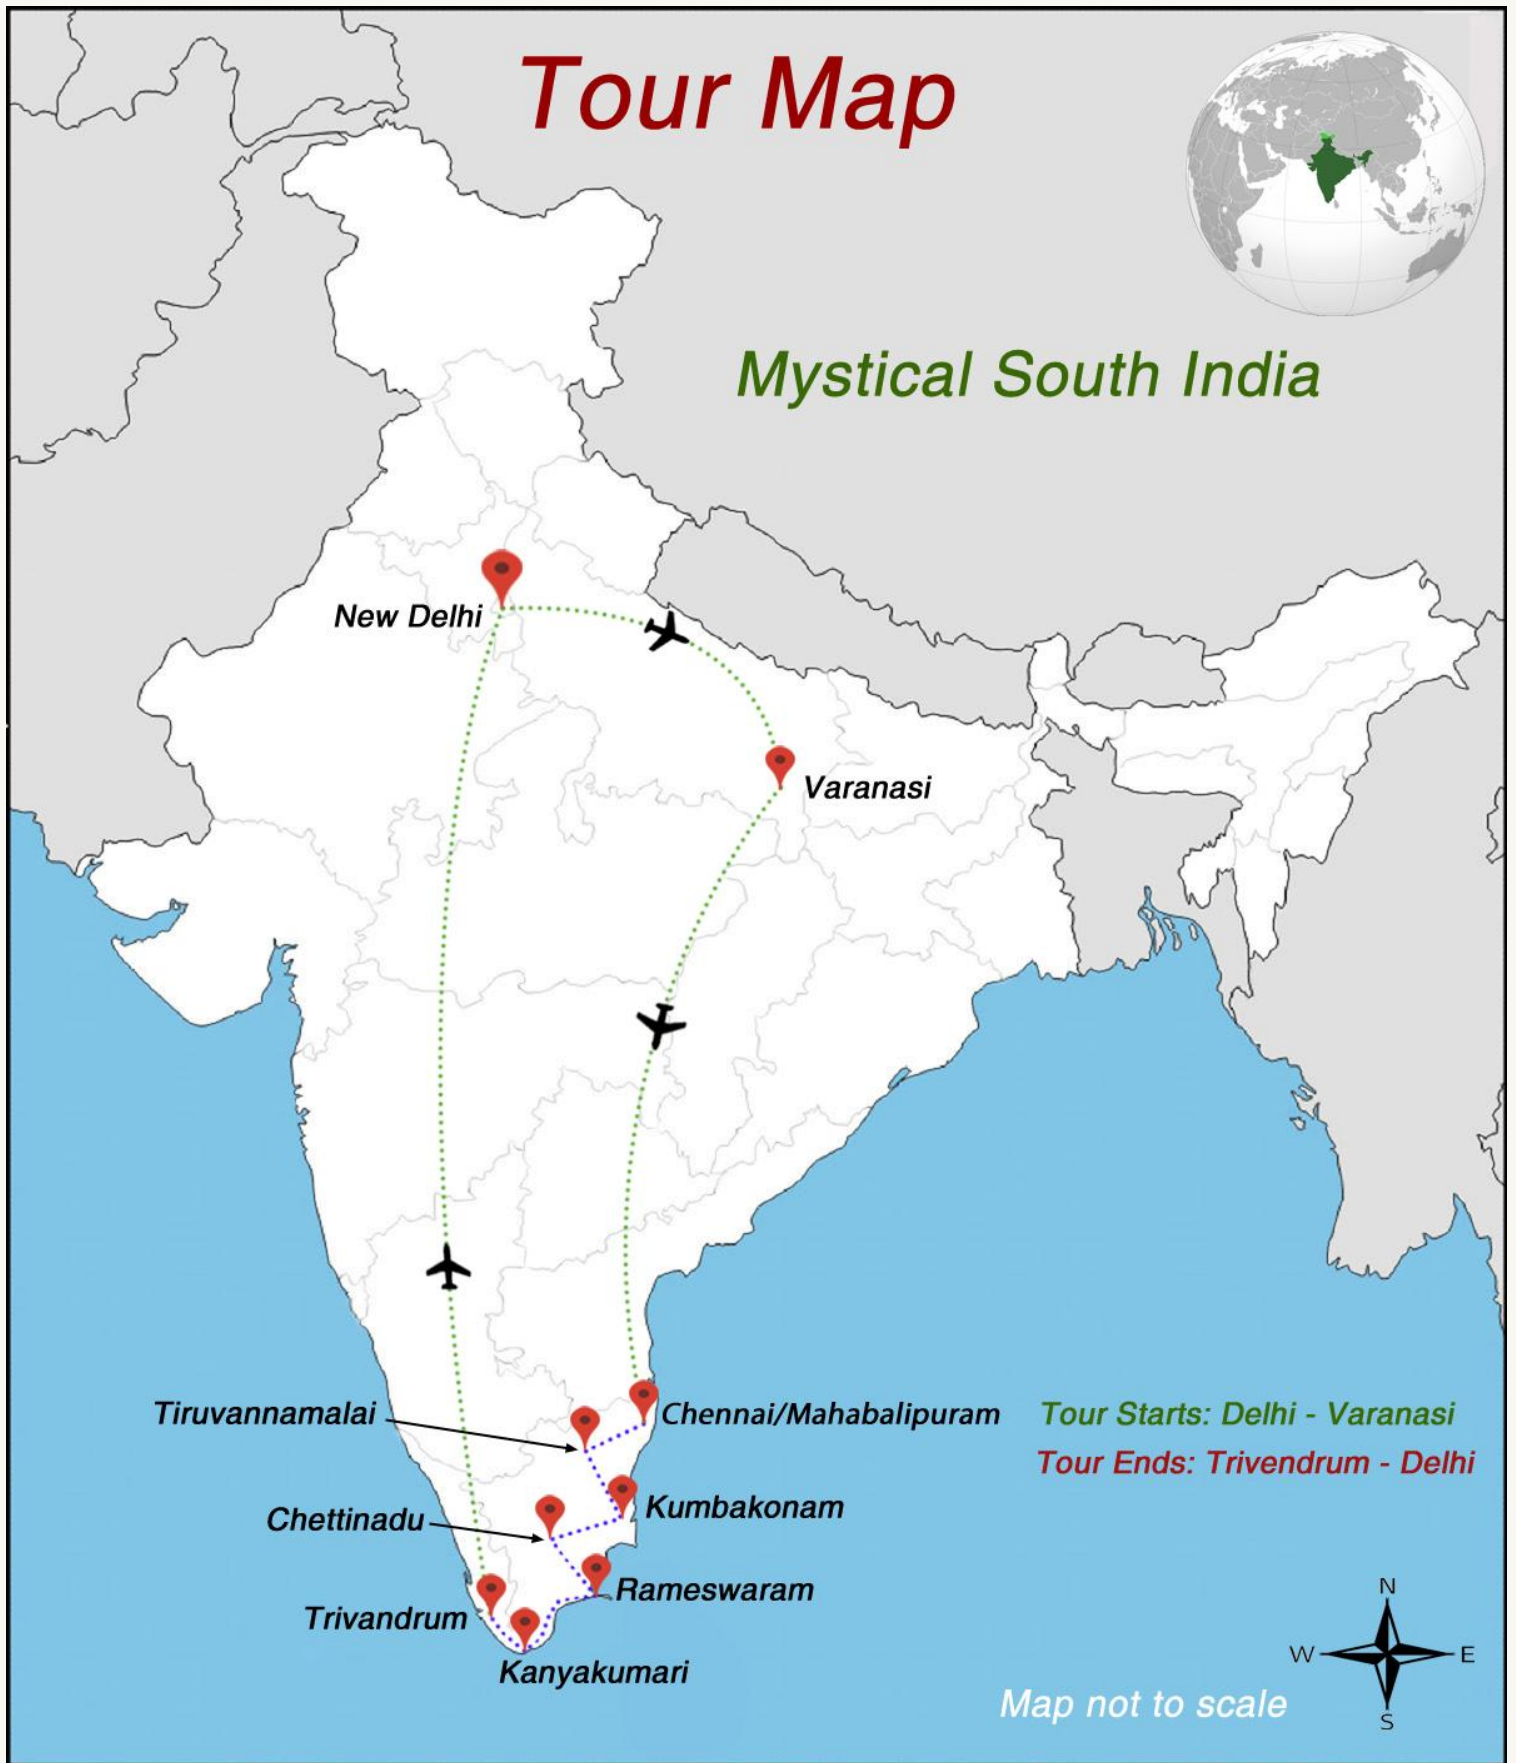 Tour Map
Mystical South India
New Delhi
Varanasi
Tiruvannamalai
Chennai/Mahabalipuram
Tour Starts: Delhi - Varanasi
Tour Ends: Trivendrum - Delhi
Kumbakonam
Chettinadu
Rameswaram
Trivandrum
Kanyakumari
N
W
E
S
Map not to scale